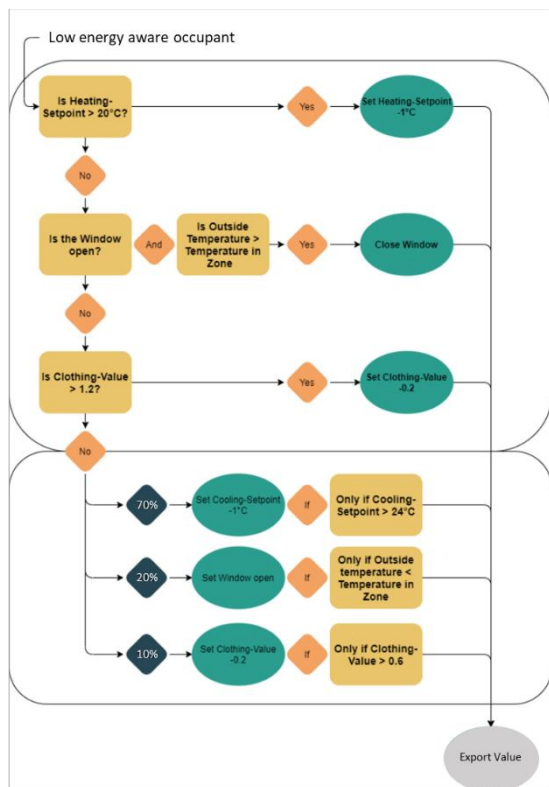 Low energy aware occupant
Is Heating-
Setpoint > 20°C?
Yes
Set Heating-Setpoint
-1°C
No
Is the Window
open?
And
Is Outside
Temperature >
Temperature in
Zone
Yes
Close Window
No
Is Clothing-Value
> 1.2?
Yes
Set Clothing-Value
-0.2
No
70%
Set Cooling-Setpoint
-1°C
If
Only if Cooling-
Setpoint > 24°C
20%
Set Window open
If
Only if Outside
temperature <
Temperature in
Zone
10%
Set Clothing-Value
-0.2
If
Only if Clothing-
Value > 0.6
Export Value